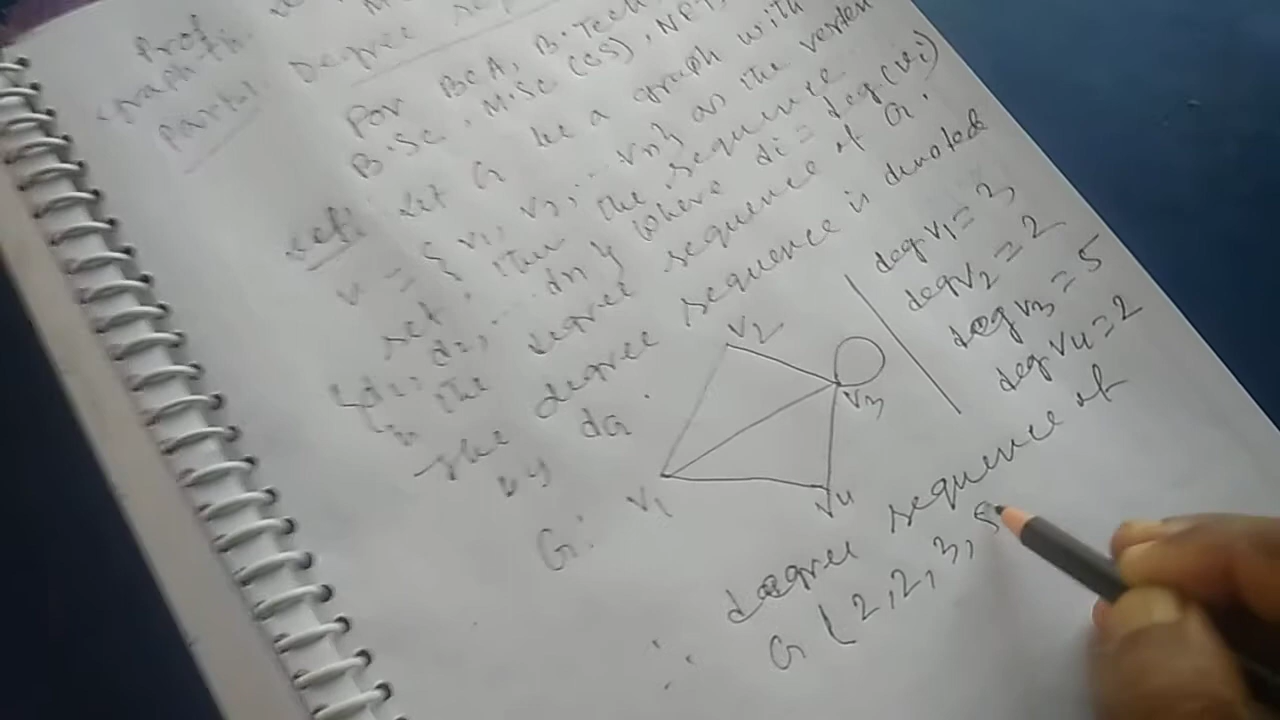 Prof
Graph th.
Part-1
Degree
For BCA, B.Tech
B.Sc, M.Sc (CS), NET,
Def: Let G be a graph with
V = { v1, v2, .. vn} as the vertex
set. Then the sequence
{d1, d2, .. dn} where di = deg(vi)
is the degree sequence of G.
The degree sequence is denoted
by dG.
G:
v1
v2
v3
v4
deg v1 = 3
deg v2 = 2
deg v3 = 5
deg v4 = 2
∴ degree sequence of
G (2,2,3,5